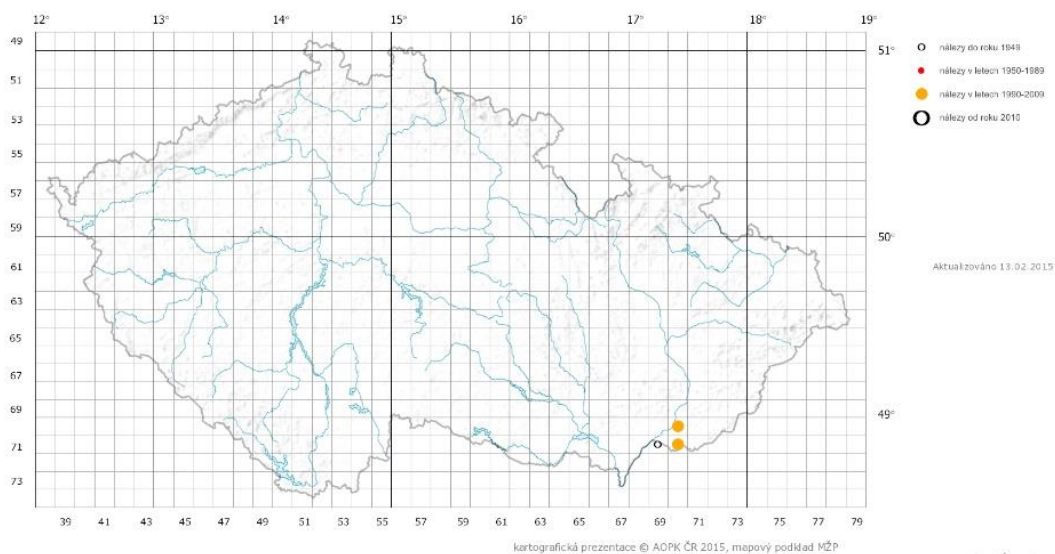 12° 13° 14° 15° 16° 17° 18° 19°
49
51° nálezy do roku 1949
51 nálezy v letech 1950-1989
nálezy v letech 1990-2009
53 nálezy od roku 2010
55
57
59
50°
61 Aktualizováno 13.02.2015
63
65
67
69
49°
71
73
39 41 43 45 47 49 51 53 55 57 59 61 63 65 67 69 71 73 75 77 79
kartografická prezentace © AOPK ČR 2015, mapový podklad MŽP